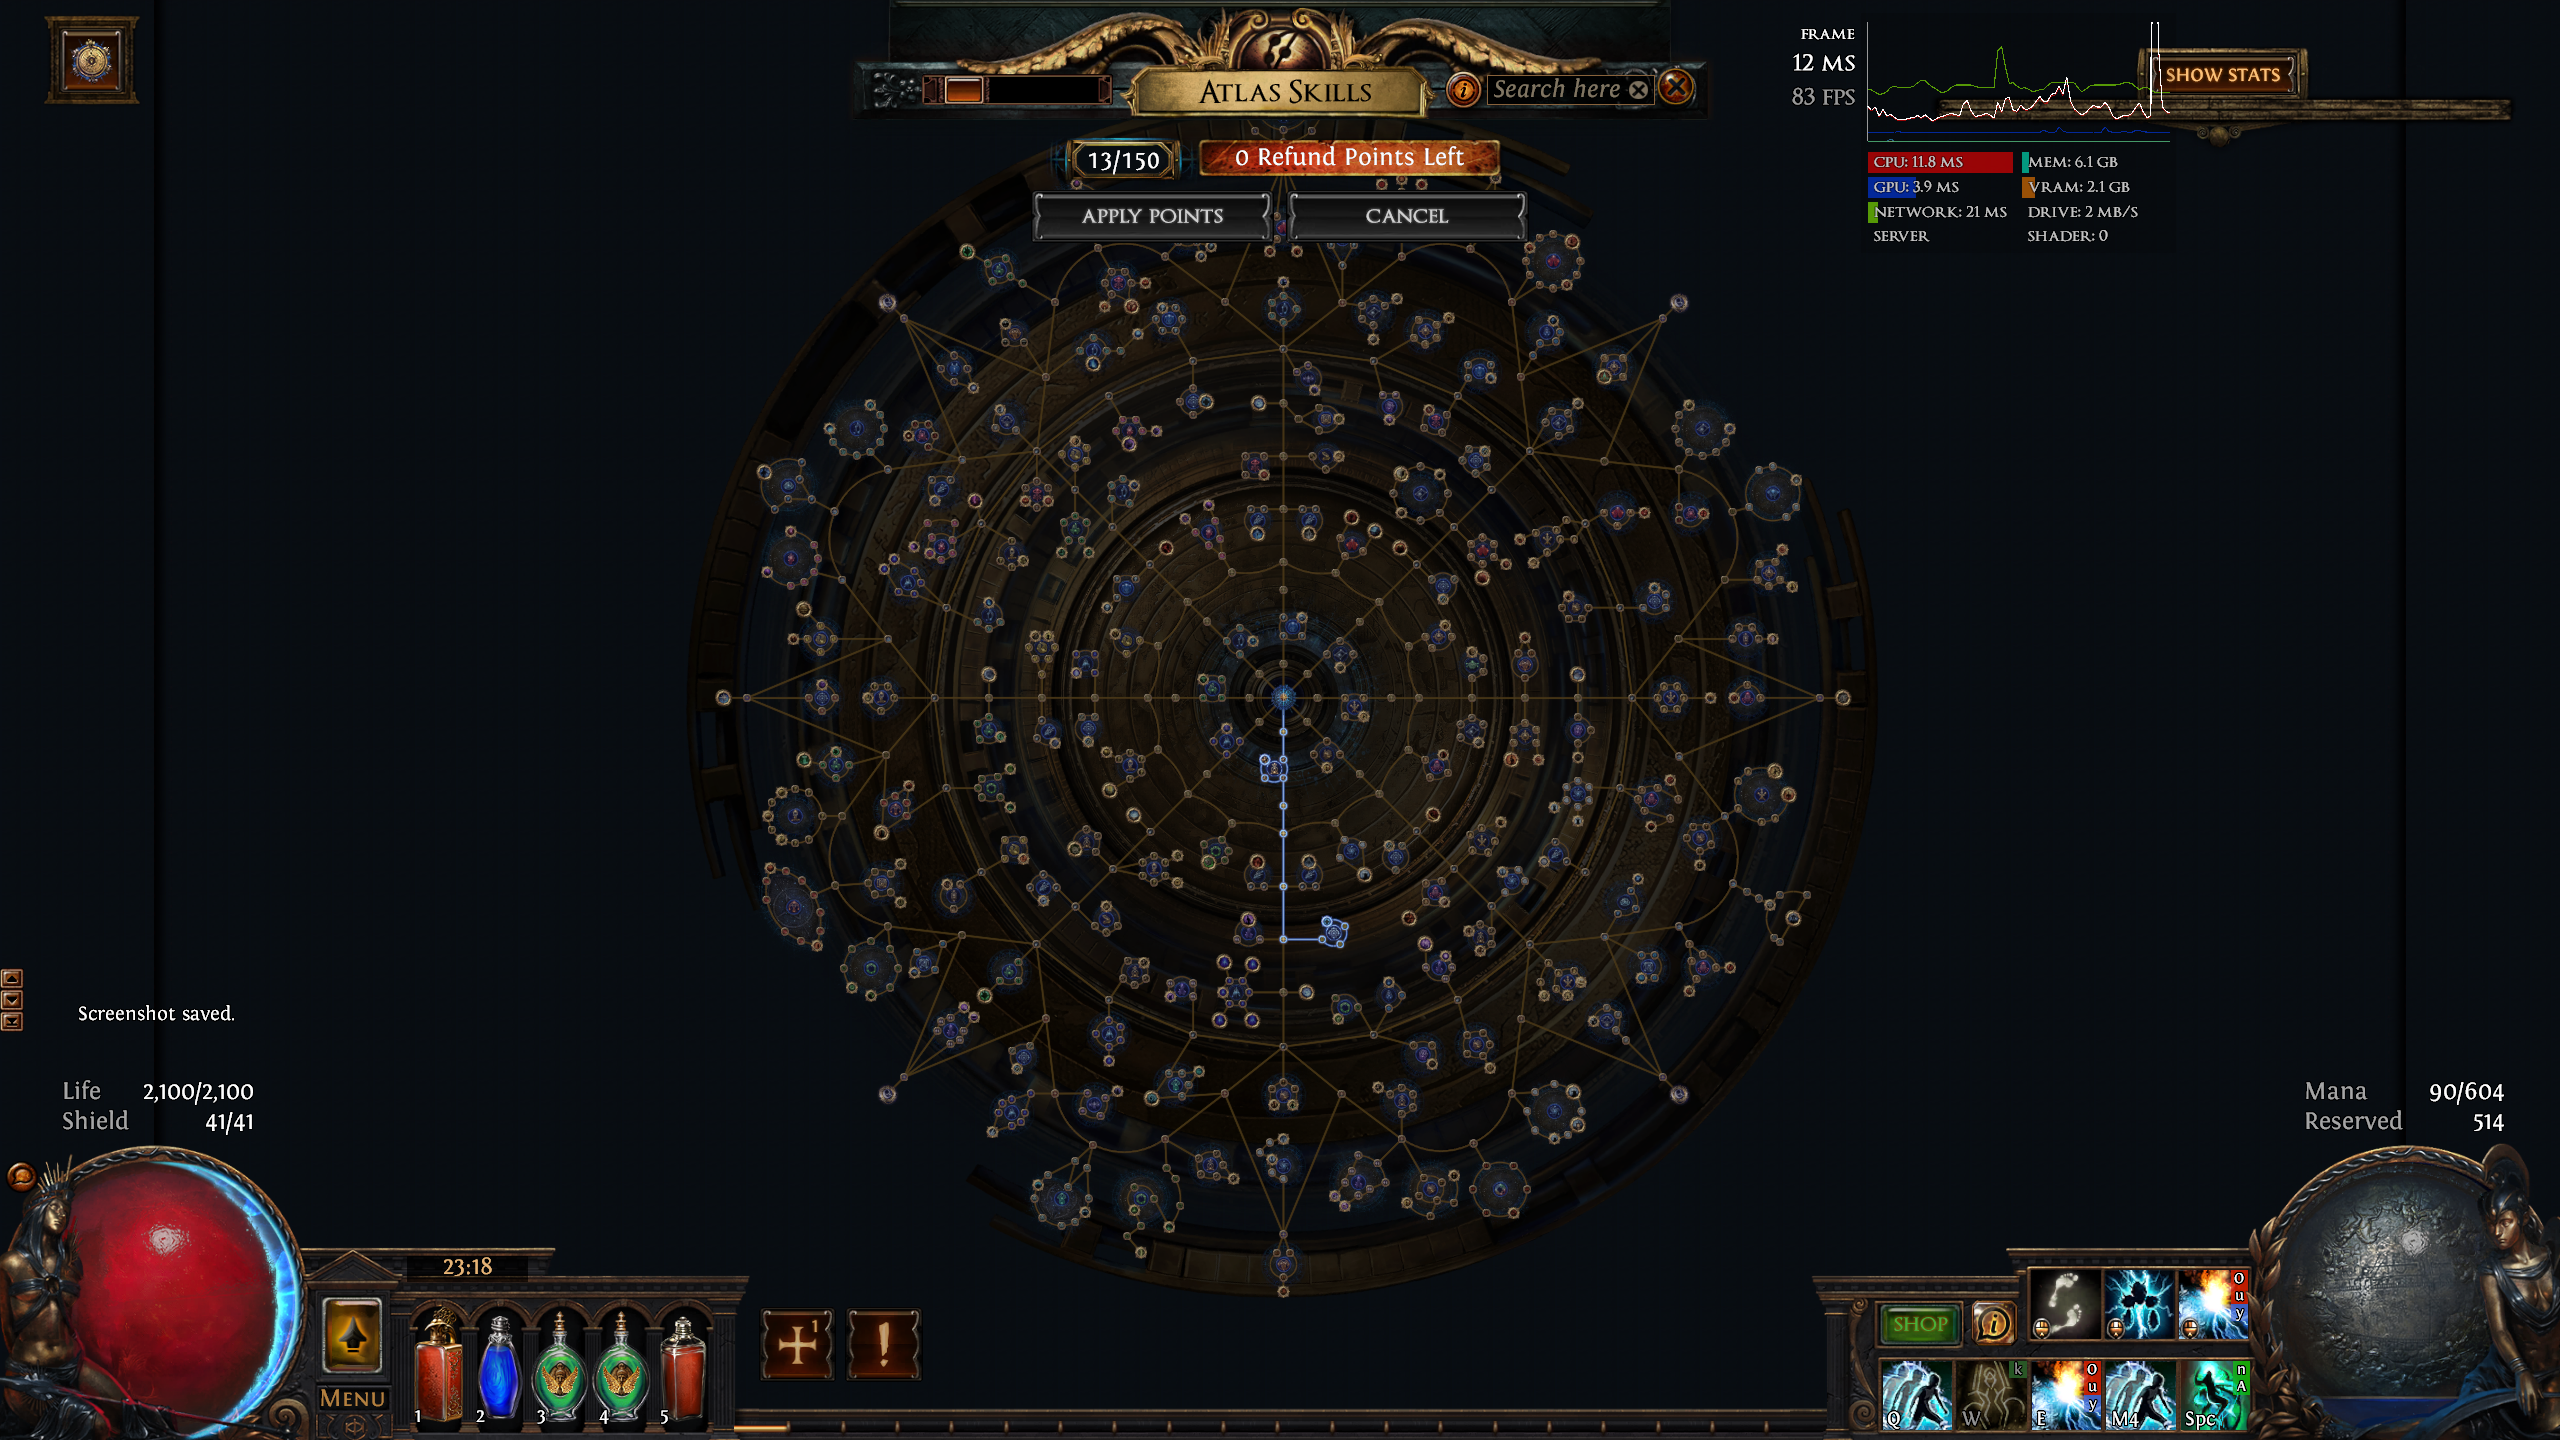 ATLAS SKILLS
Search here
FRAME
12 MS
83 FPS
SHOW STATS
13/150
0 Refund Points Left
APPLY POINTS
CANCEL
CPU: 11.8 MS
MEM: 6.1 GB
GPU: 3.9 MS
VRAM: 2.1 GB
NETWORK: 21 MS
DRIVE: 2 MB/S
SERVER
SHADER: 0
Screenshot saved.
Life 2,100/2,100
Shield 41/41
Mana 90/604
Reserved 514
23:18
MENU
1
2
3
4
5
1
SHOP
O
u
y
k
O
u
y
n
A
Q
W
E
M4
Spc